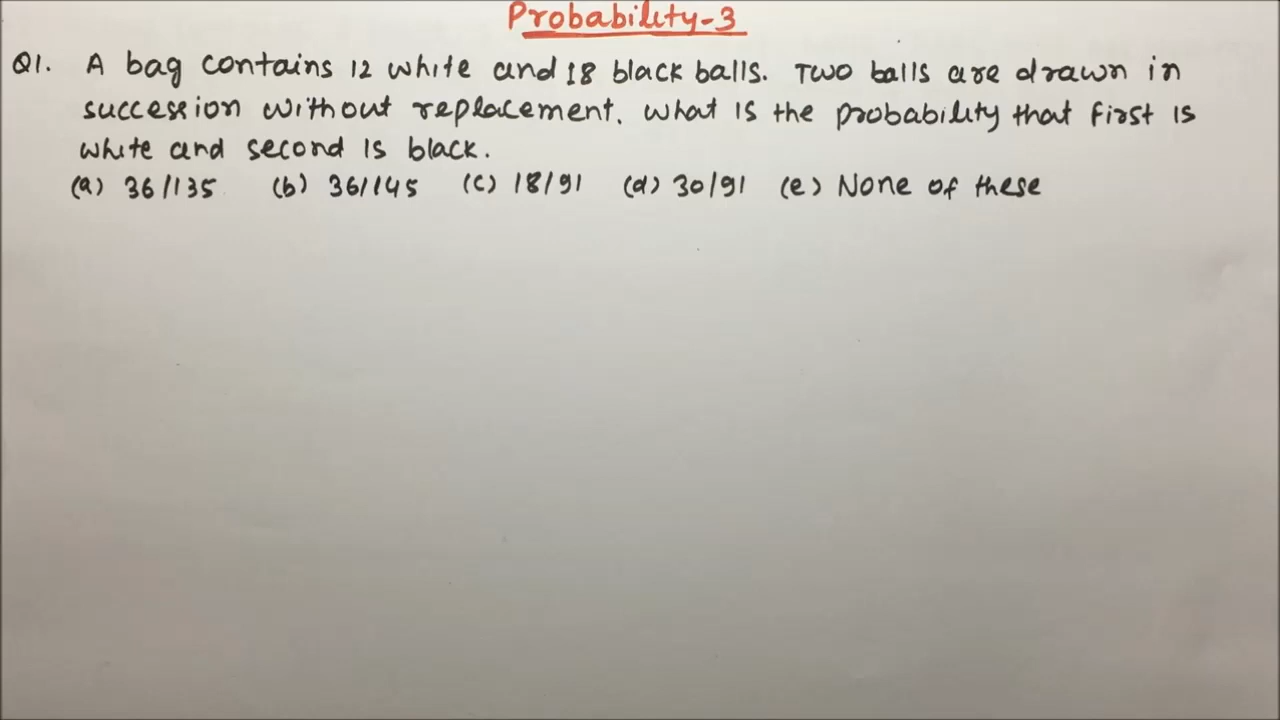 Probability-3
Q1. A bag contains 12 white and 18 black balls. Two balls are drawn in
succession without replacement. What is the probability that first is
white and second is black.
(a) 36/135 (b) 36/145 (c) 18/91 (d) 30/91 (e) None of these